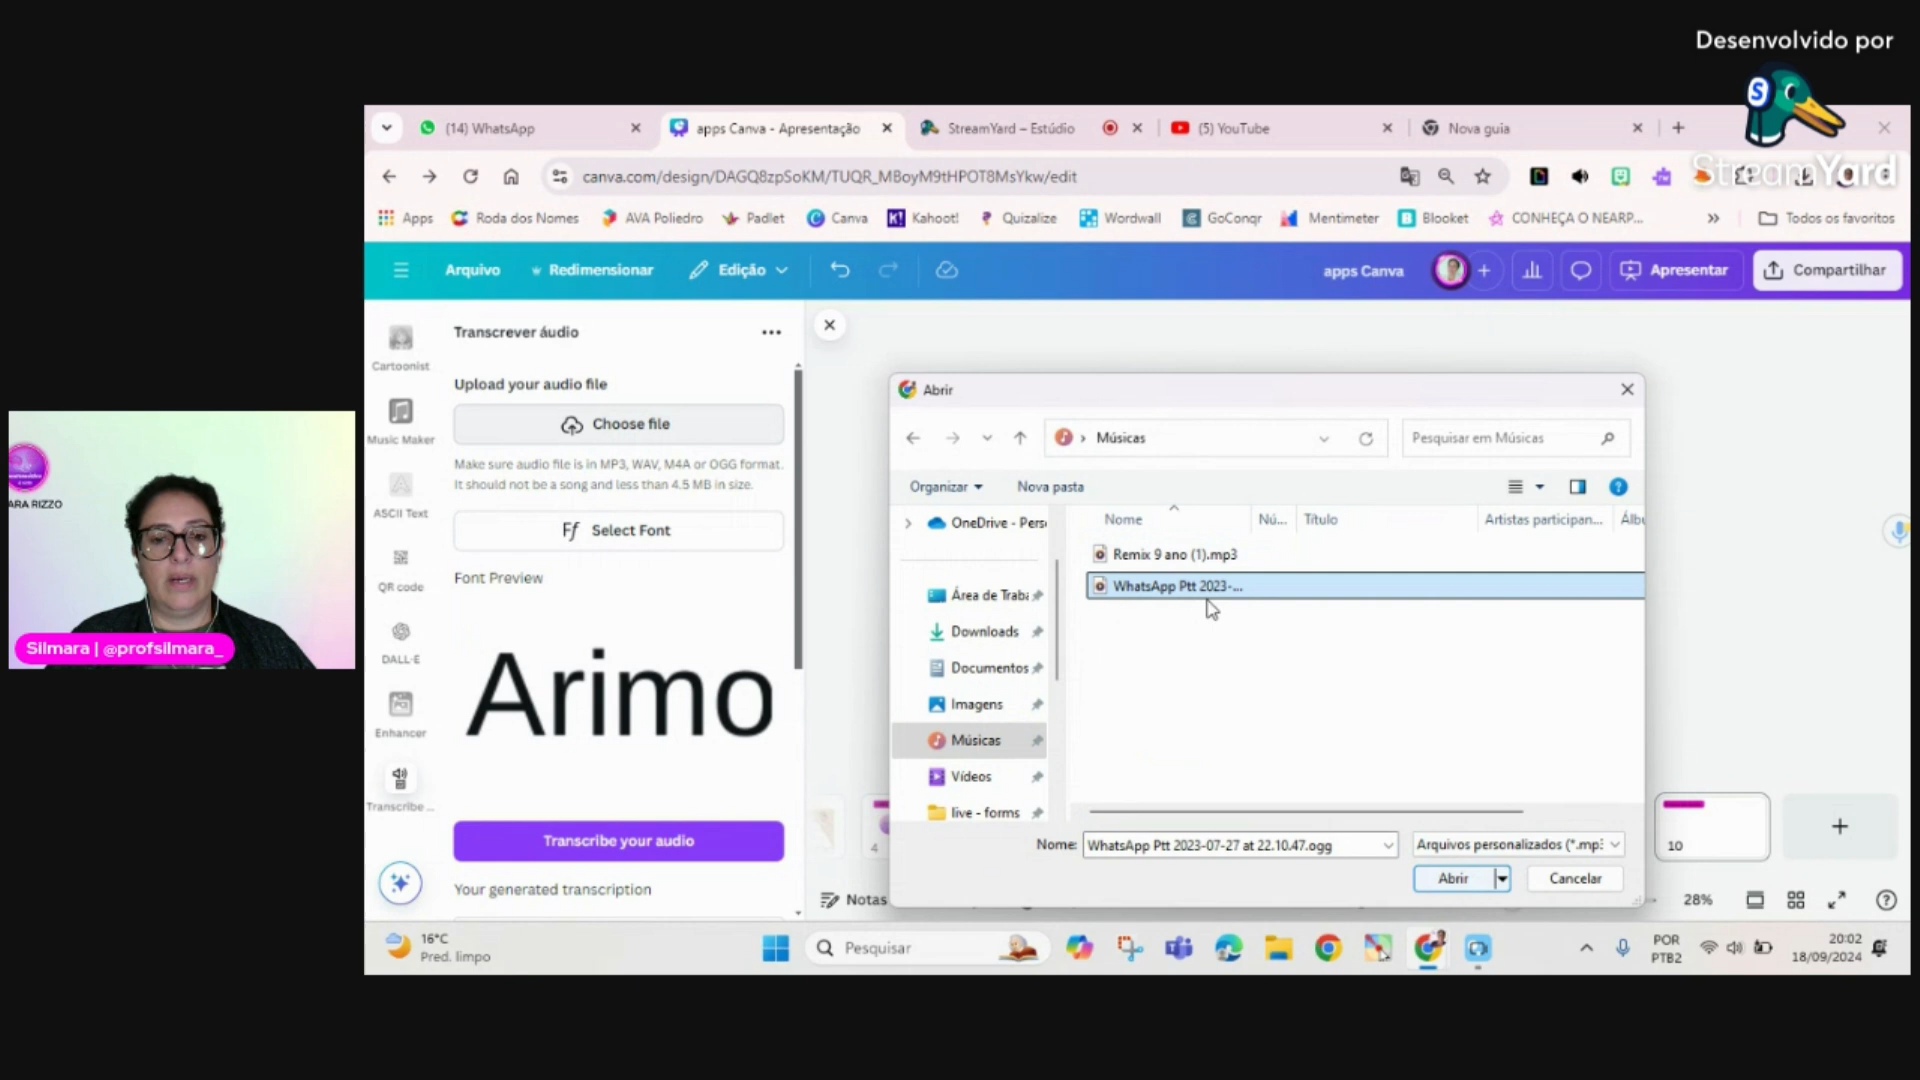 Desenvolvido por
StreamYard
(14) WhatsApp
apps Canva - Apresentação
StreamYard – Estúdio
(5) YouTube
Nova guia
canva.com/design/DAGQ8zpSoKM/TUQR_MBoyM9tHPOT8MsYkw/edit
Apps
Roda dos Nomes
AVA Poliedro
Padlet
Canva
Kahoot!
Quizalize
Wordwall
GoConqr
Mentimeter
Blooket
CONHEÇA O NEARP...
Todos os favoritos
Arquivo
Redimensionar
Edição
apps Canva
Apresentar
Compartilhar
Cartoonist
Music Maker
ASCII Text
QR code
DALL·E
Enhancer
Transcribe ...
Transcrever áudio
Upload your audio file
Choose file
Make sure audio file is in MP3, WAV, M4A or OGG format.
It should not be a song and less than 4.5 MB in size.
Select Font
Font Preview
Arimo
Transcribe your audio
Your generated transcription
Abrir
Músicas
Pesquisar em Músicas
Organizar
Nova pasta
OneDrive - Pers
Área de Traba
Downloads
Documentos
Imagens
Músicas
Vídeos
live - forms
Nome
Nú...
Título
Artistas participan...
Álbu
Remix 9 ano (1).mp3
WhatsApp Ptt 2023-...
Nome:
WhatsApp Ptt 2023-07-27 at 22.10.47.ogg
Arquivos personalizados (*.mp3
Abrir
Cancelar
4
10
Notas
28%
ARA RIZZO
Silmara | @profsilmara_
16°C
Pred. limpo
Pesquisar
POR
PTB2
20:02
18/09/2024